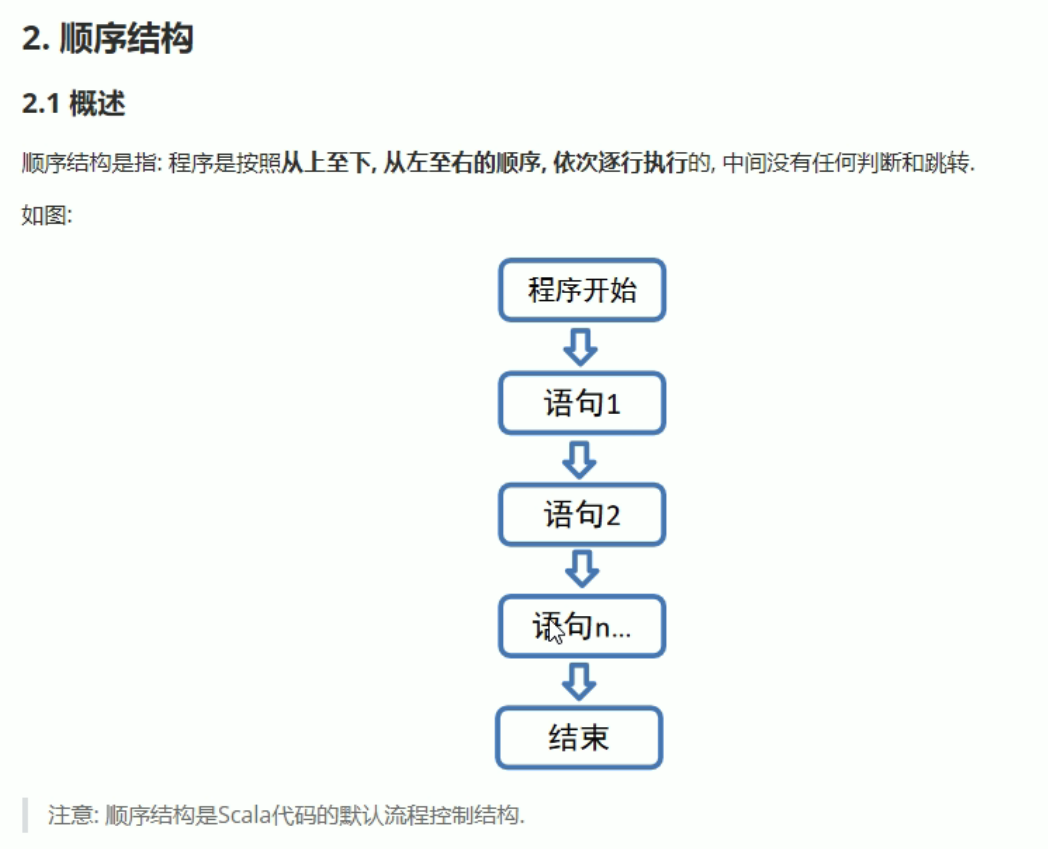 2. 顺序结构
2.1 概述
顺序结构是指: 程序是按照从上至下, 从左至右的顺序, 依次逐行执行的, 中间没有任何判断和跳转.
如图:
程序开始
语句1
语句2
语句n...
结束
注意: 顺序结构是Scala代码的默认流程控制结构.